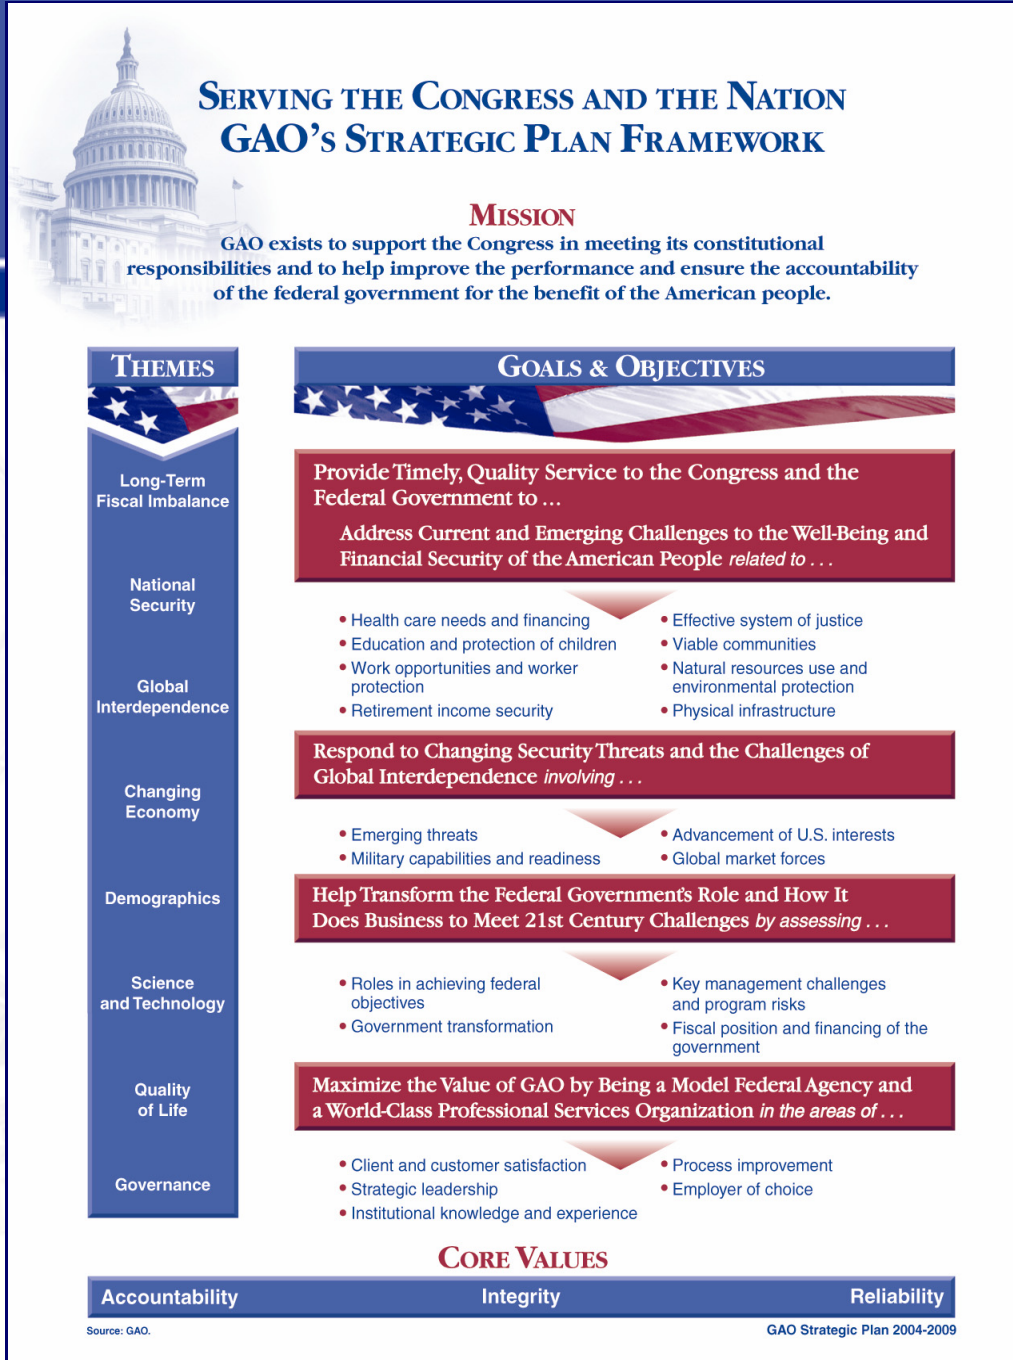 SERVING THE CONGRESS AND THE NATION
GAO'S STRATEGIC PLAN FRAMEWORK
MISSION
GAO exists to support the Congress in meeting its constitutional
responsibilities and to help improve the performance and ensure the accountability
of the federal government for the benefit of the American people.
THEMES
Long-Term
Fiscal Imbalance
National
Security
Global
Interdependence
Changing
Economy
Demographics
Science
and Technology
Quality
of Life
Governance
GOALS & OBJECTIVES
Provide Timely, Quality Service to the Congress and the
Federal Government to ...
Address Current and Emerging Challenges to the Well-Being and
Financial Security of the American People related to . . .
• Health care needs and financing
• Education and protection of children
• Work opportunities and worker
protection
• Retirement income security
• Effective system of justice
• Viable communities
• Natural resources use and
environmental protection
• Physical infrastructure
Respond to Changing Security Threats and the Challenges of
Global Interdependence involving . . .
• Emerging threats
• Military capabilities and readiness
• Advancement of U.S. interests
• Global market forces
Help Transform the Federal Government's Role and How It
Does Business to Meet 21st Century Challenges by assessing . . .
• Roles in achieving federal
objectives
• Government transformation
• Key management challenges
and program risks
• Fiscal position and financing of the
government
Maximize the Value of GAO by Being a Model Federal Agency and
a World-Class Professional Services Organization in the areas of . . .
• Client and customer satisfaction
• Strategic leadership
• Institutional knowledge and experience
• Process improvement
• Employer of choice
CORE VALUES
Accountability
Integrity
Reliability
Source: GAO.
GAO Strategic Plan 2004-2009